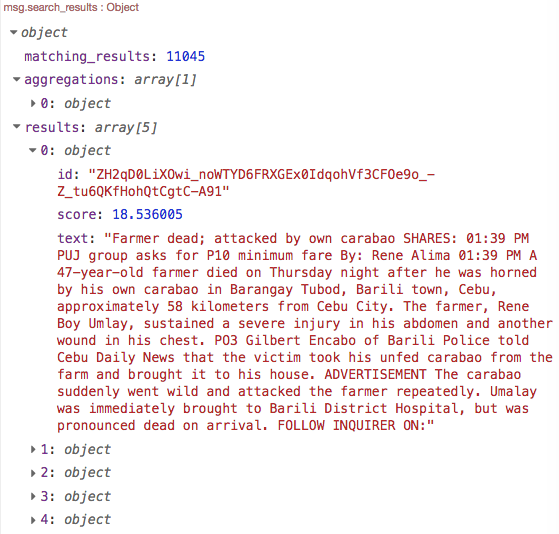 msg.search_results : Object
object
matching_results: 11045
aggregations: array[1]
0: object
results: array[5]
0: object
id: "ZH2qD0LiXOwi_noWTYD6FRXGEx0IdqohVf3CFOe9o_-
Z_tu6QKfHohQtCgtC-A91"
score: 18.536005
text: "Farmer dead; attacked by own carabao SHARES: 01:39 PM
PUJ group asks for P10 minimum fare By: Rene Alima 01:39 PM A
47-year-old farmer died on Thursday night after he was horned
by his own carabao in Barangay Tubod, Barili town, Cebu,
approximately 58 kilometers from Cebu City. The farmer, Rene
Boy Umlay, sustained a severe injury in his abdomen and another
wound in his chest. PO3 Gilbert Encabo of Barili Police told
Cebu Daily News that the victim took his unfed carabao from the
farm and brought it to his house. ADVERTISEMENT The carabao
suddenly went wild and attacked the farmer repeatedly. Umalay
was immediately brought to Barili District Hospital, but was
pronounced dead on arrival. FOLLOW INQUIRER ON:"
1: object
2: object
3: object
4: object